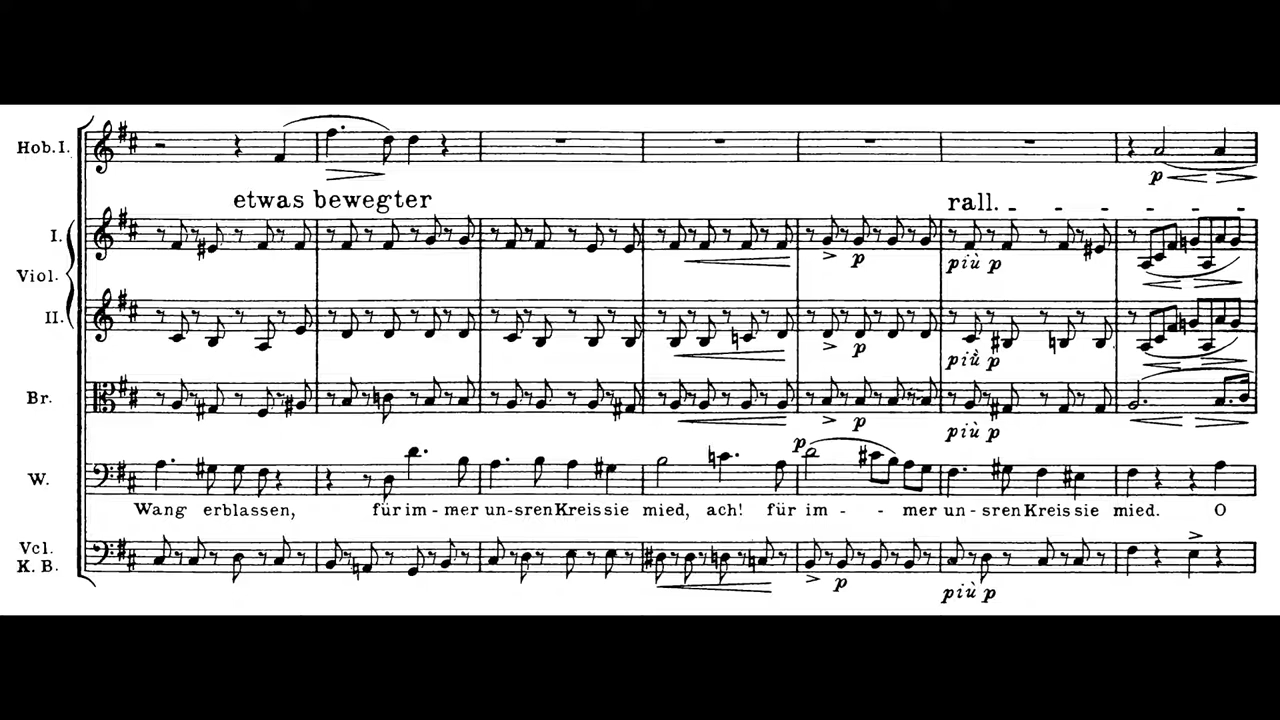 Hob. I.
p
etwas bewegter
rall.
I.
p
più p
Viol.
II.
p
più p
Br.
p
più p
p
W.
Wang erblassen, für im - mer un-sren Kreis sie mied, ach! für im - - mer un-sren Kreis sie mied. O
Vcl.
K. B.
p
più p